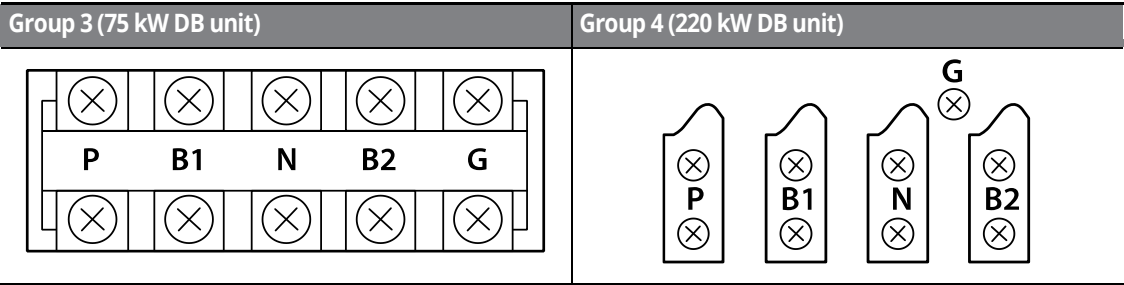 Group 3 (75 kW DB unit)
Group 4 (220 kW DB unit)
P B1 N B2 G
G
P B1 N B2